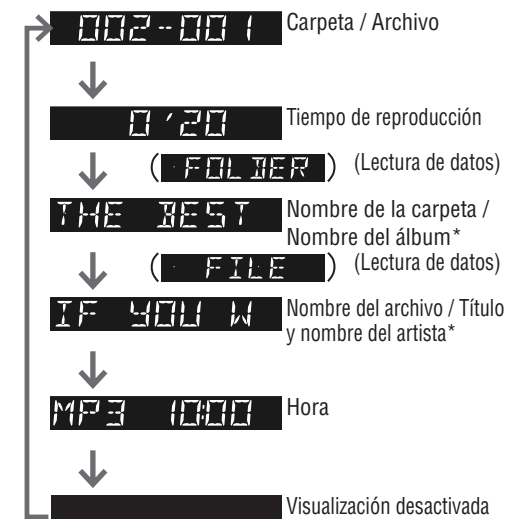 002-001 Carpeta / Archivo
0'20 Tiempo de reproducción
( FOLDER ) (Lectura de datos)
THE BEST Nombre de la carpeta /
Nombre del álbum*
( FILE ) (Lectura de datos)
IF YOU W Nombre del archivo / Título
y nombre del artista*
MP3 10:00 Hora
Visualización desactivada